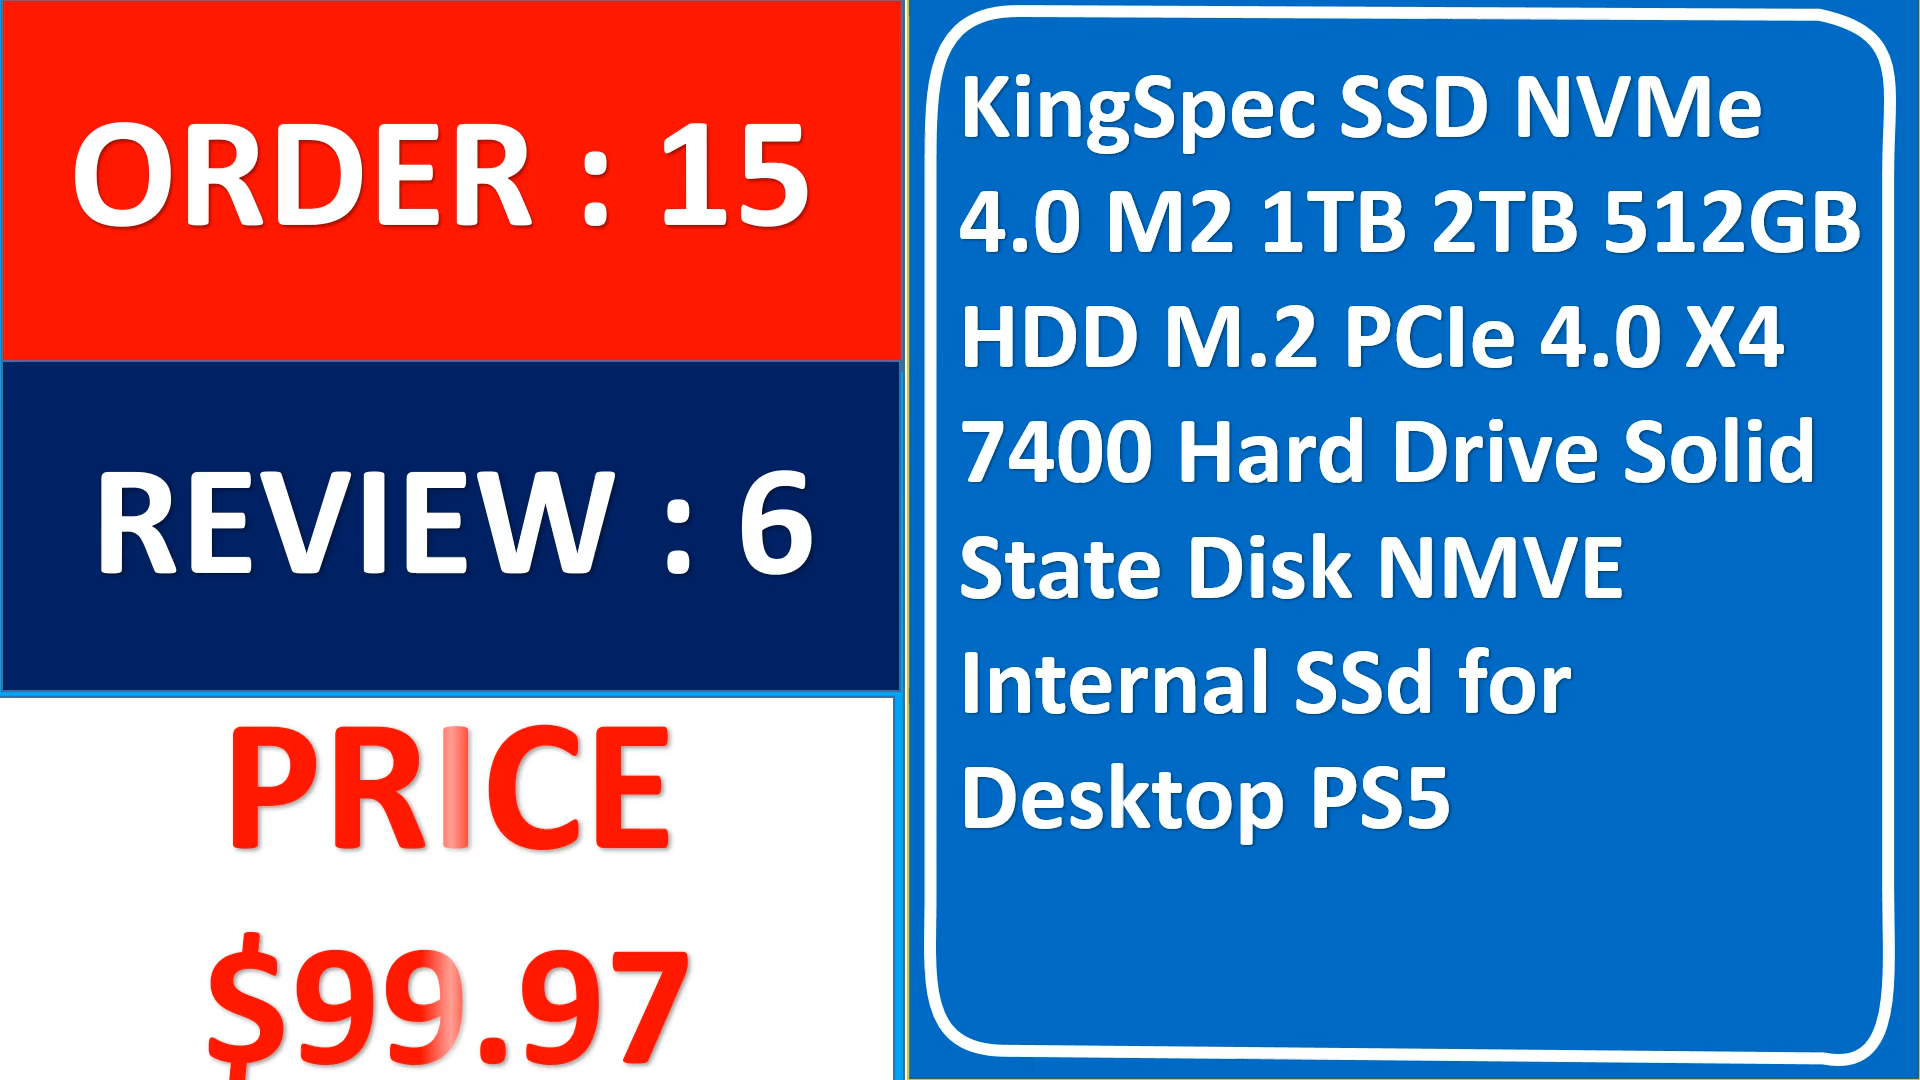 ORDER : 15
REVIEW : 6
PRICE
$99.97
KingSpec SSD NVMe
4.0 M2 1TB 2TB 512GB
HDD M.2 PCIe 4.0 X4
7400 Hard Drive Solid
State Disk NMVE
Internal SSd for
Desktop PS5